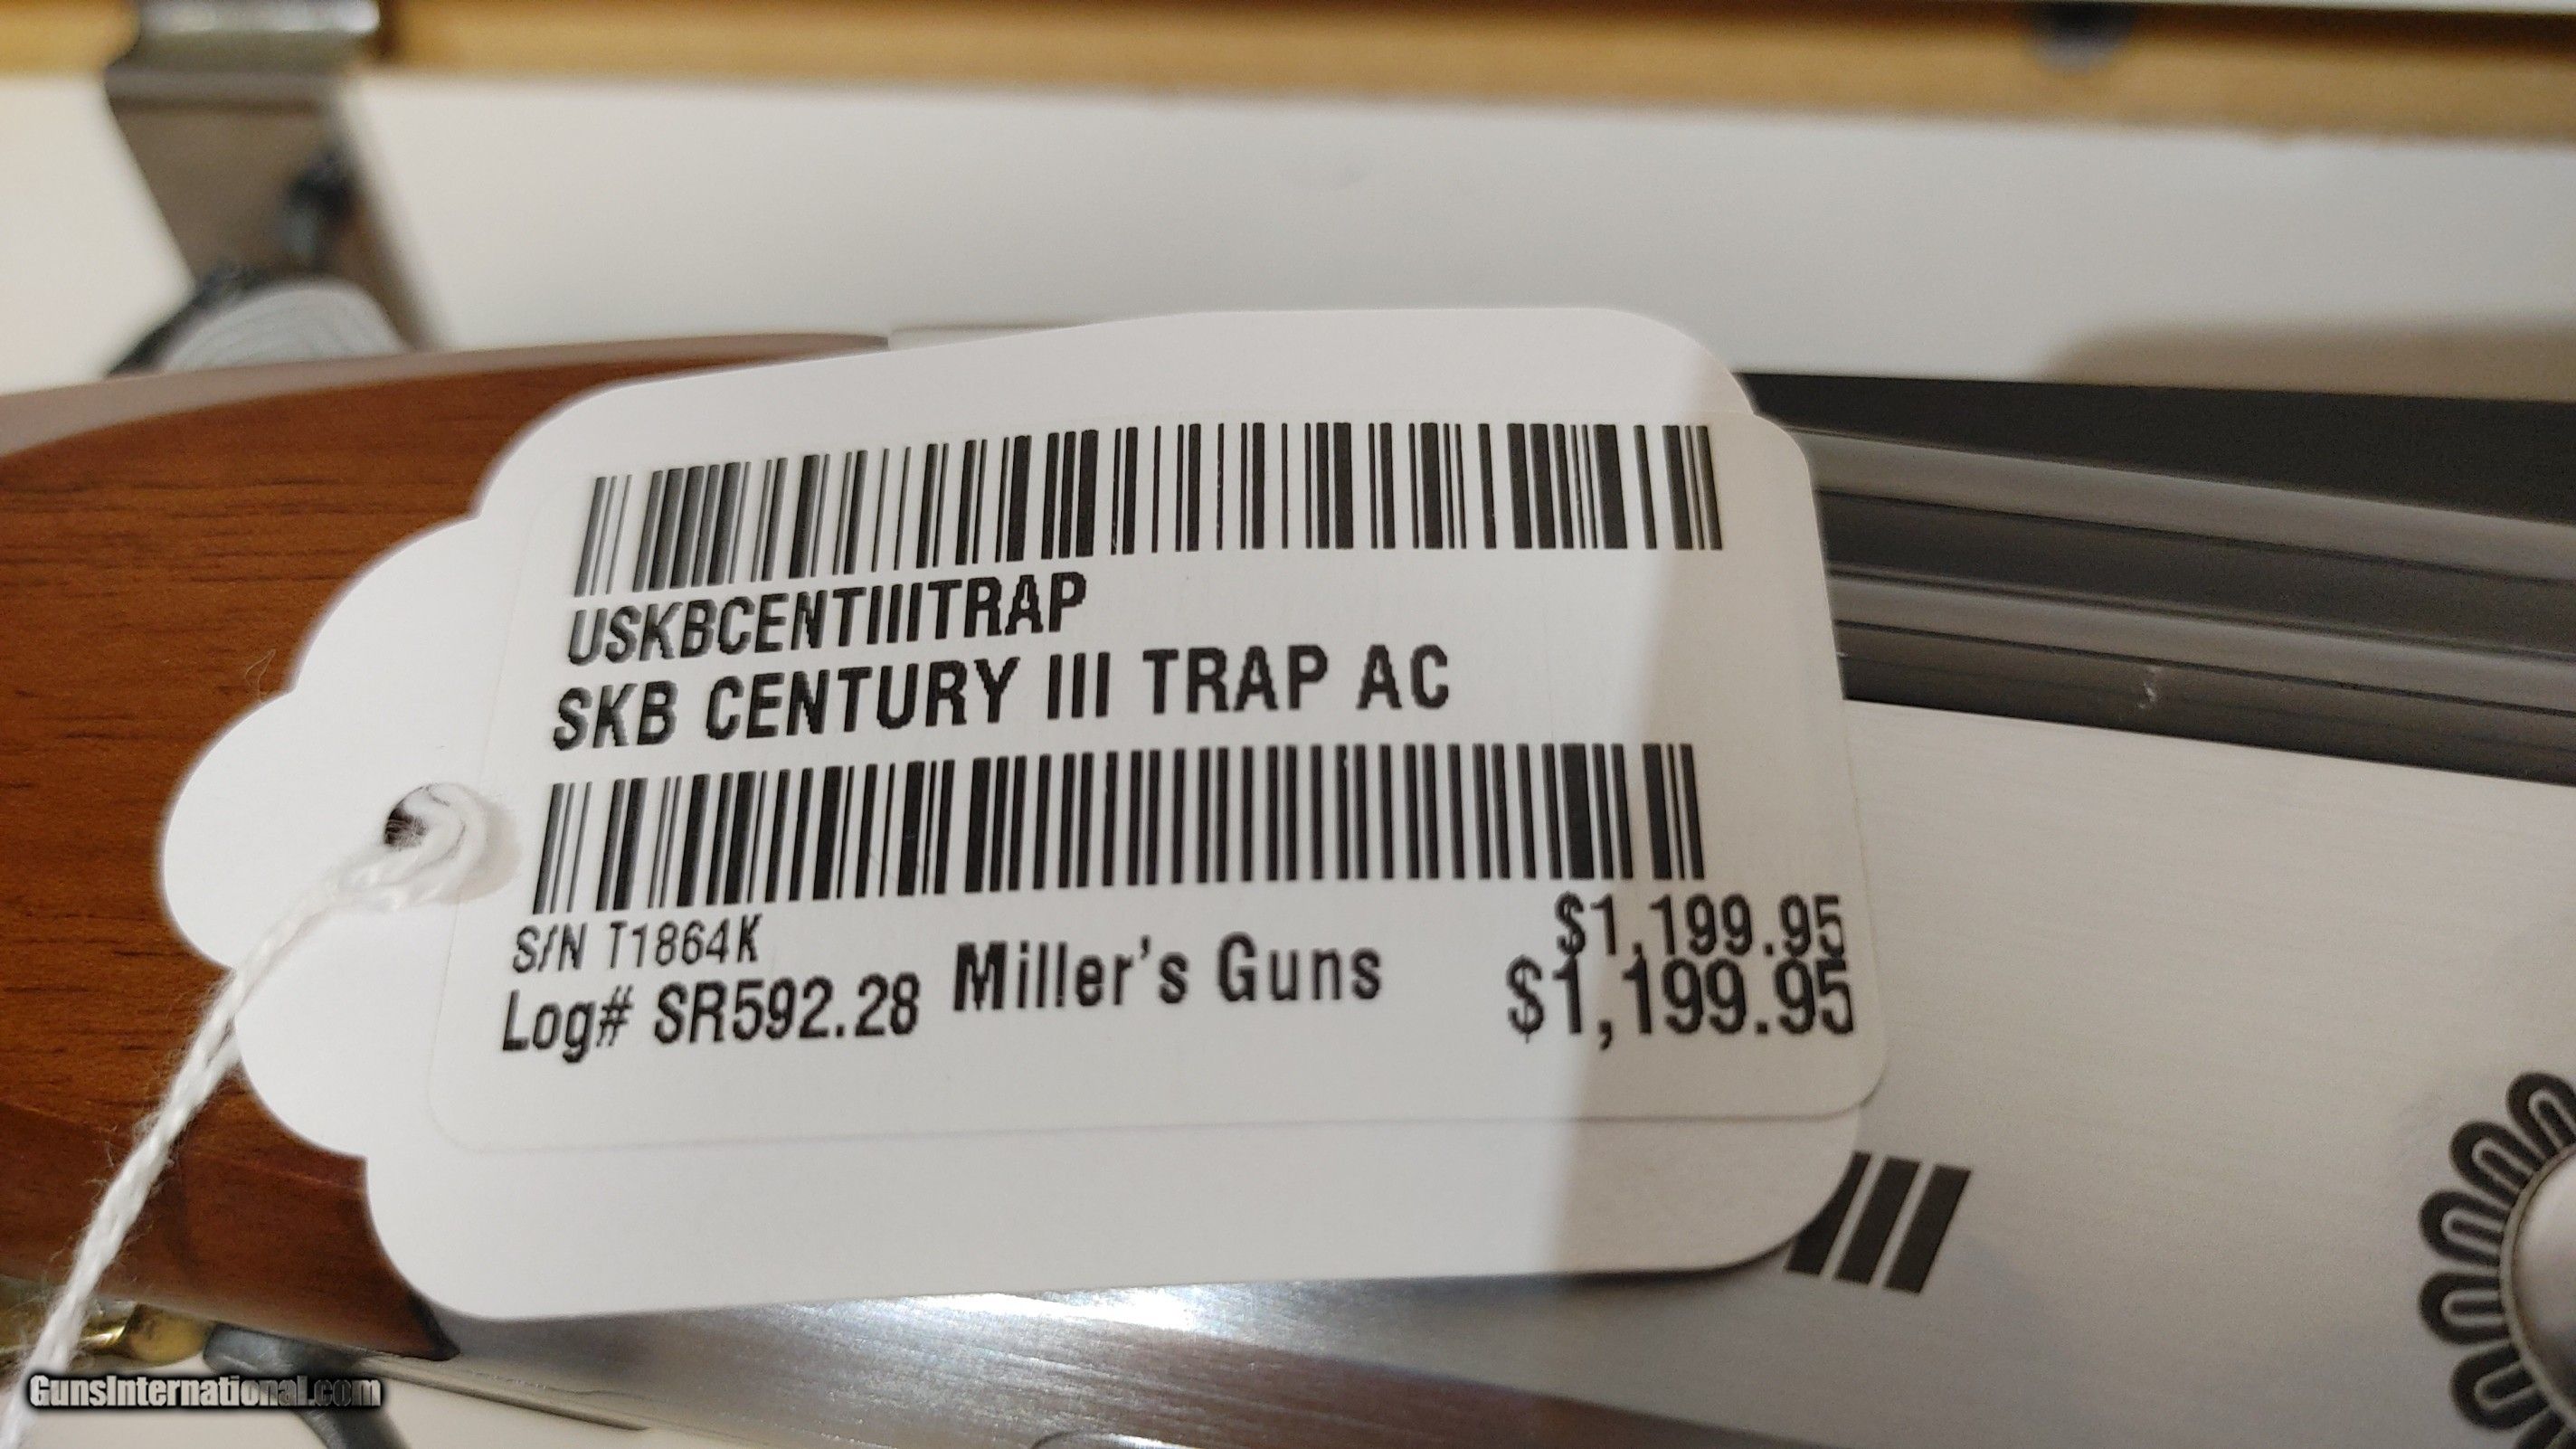 USKBCENTIIITRAP
SKB CENTURY III TRAP AC
S/N T1864K
$1,199.95
Log# SR592.28
Miller's Guns
$1,199.95
III
GunsInternational.com